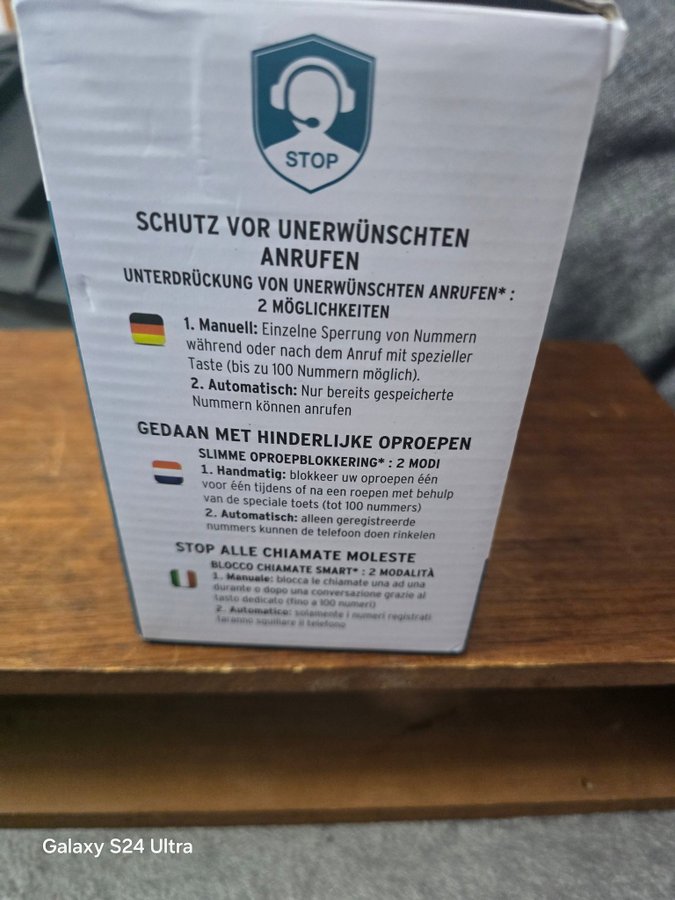 STOP
SCHUTZ VOR UNERWÜNSCHTEN
ANRUFEN
UNTERDRÜCKUNG VON UNERWÜNSCHTEN ANRUFEN* :
2 MÖGLICHKEITEN
1. Manuell: Einzelne Sperrung von Nummern
während oder nach dem Anruf mit spezieller
Taste (bis zu 100 Nummern möglich).
2. Automatisch: Nur bereits gespeicherte
Nummern können anrufen
GEDAAN MET HINDERLIJKE OPROEPEN
SLIMME OPROEPBLOKKERING* : 2 MODI
1. Handmatig: blokkeer uw oproepen één
voor één tijdens of na een roepen met behulp
van de speciale toets (tot 100 nummers)
2. Automatisch: alleen geregistreerde
nummers kunnen de telefoon doen rinkelen
STOP ALLE CHIAMATE MOLESTE
BLOCCO CHIAMATE SMART* : 2 MODALITÀ
1. Manuale: blocca le chiamate una ad una
durante o dopo una conversazione grazie al
tasto dedicato (fino a 100 numeri)
2. Automatico: solamente i numeri registrati
faranno squillare il telefono
Galaxy S24 Ultra